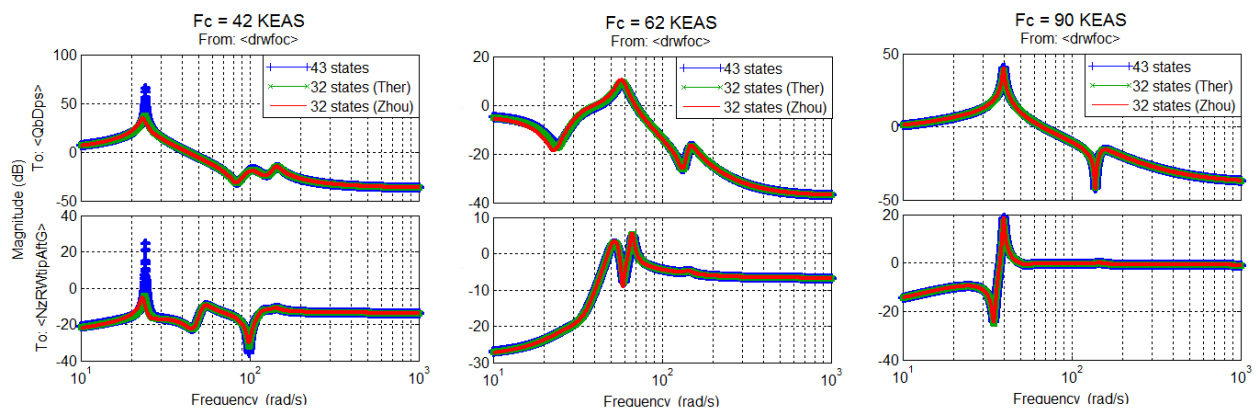 Fc = 42 KEAS
From: <drwfoc>
100
50
0
-50
To: <QbDps>
43 states
32 states (Ther)
32 states (Zhou)
Magnitude (dB)
40
20
0
-20
-40
To: <NzRWtipAftG>
10^1
10^2
10^3
Frequency (rad/s)
Fc = 62 KEAS
From: <drwfoc>
20
0
-20
-40
43 states
32 states (Ther)
32 states (Zhou)
10
0
-10
-20
-30
10^1
10^2
10^3
Frequency (rad/s)
Fc = 90 KEAS
From: <drwfoc>
50
0
-50
43 states
32 states (Ther)
32 states (Zhou)
20
0
-20
-40
10^1
10^2
10^3
Frequency (rad/s)